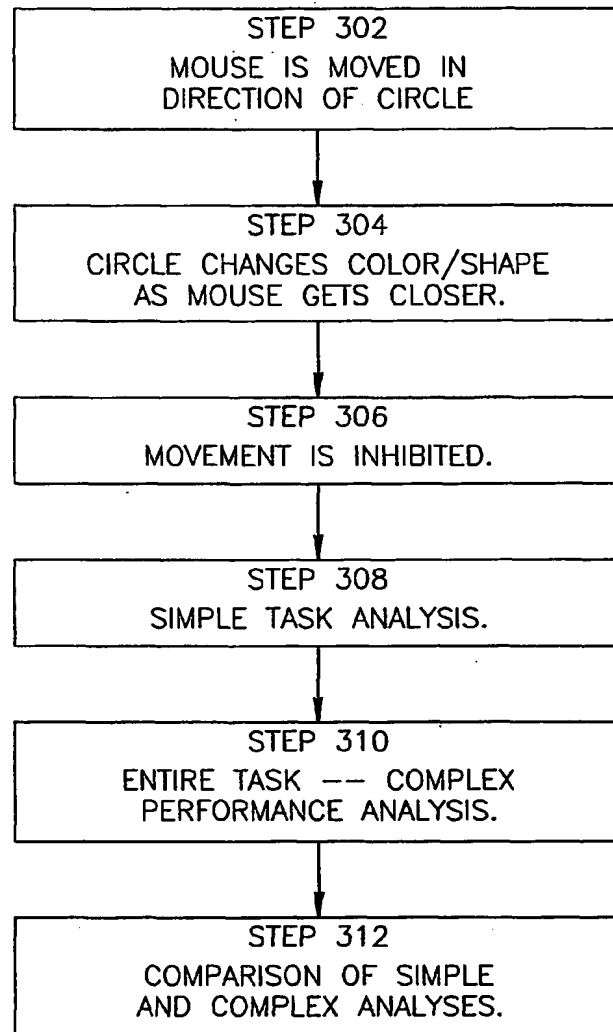 STEP 302
MOUSE IS MOVED IN
DIRECTION OF CIRCLE
STEP 304
CIRCLE CHANGES COLOR/SHAPE
AS MOUSE GETS CLOSER.
STEP 306
MOVEMENT IS INHIBITED.
STEP 308
SIMPLE TASK ANALYSIS.
STEP 310
ENTIRE TASK -- COMPLEX
PERFORMANCE ANALYSIS.
STEP 312
COMPARISON OF SIMPLE
AND COMPLEX ANALYSES.